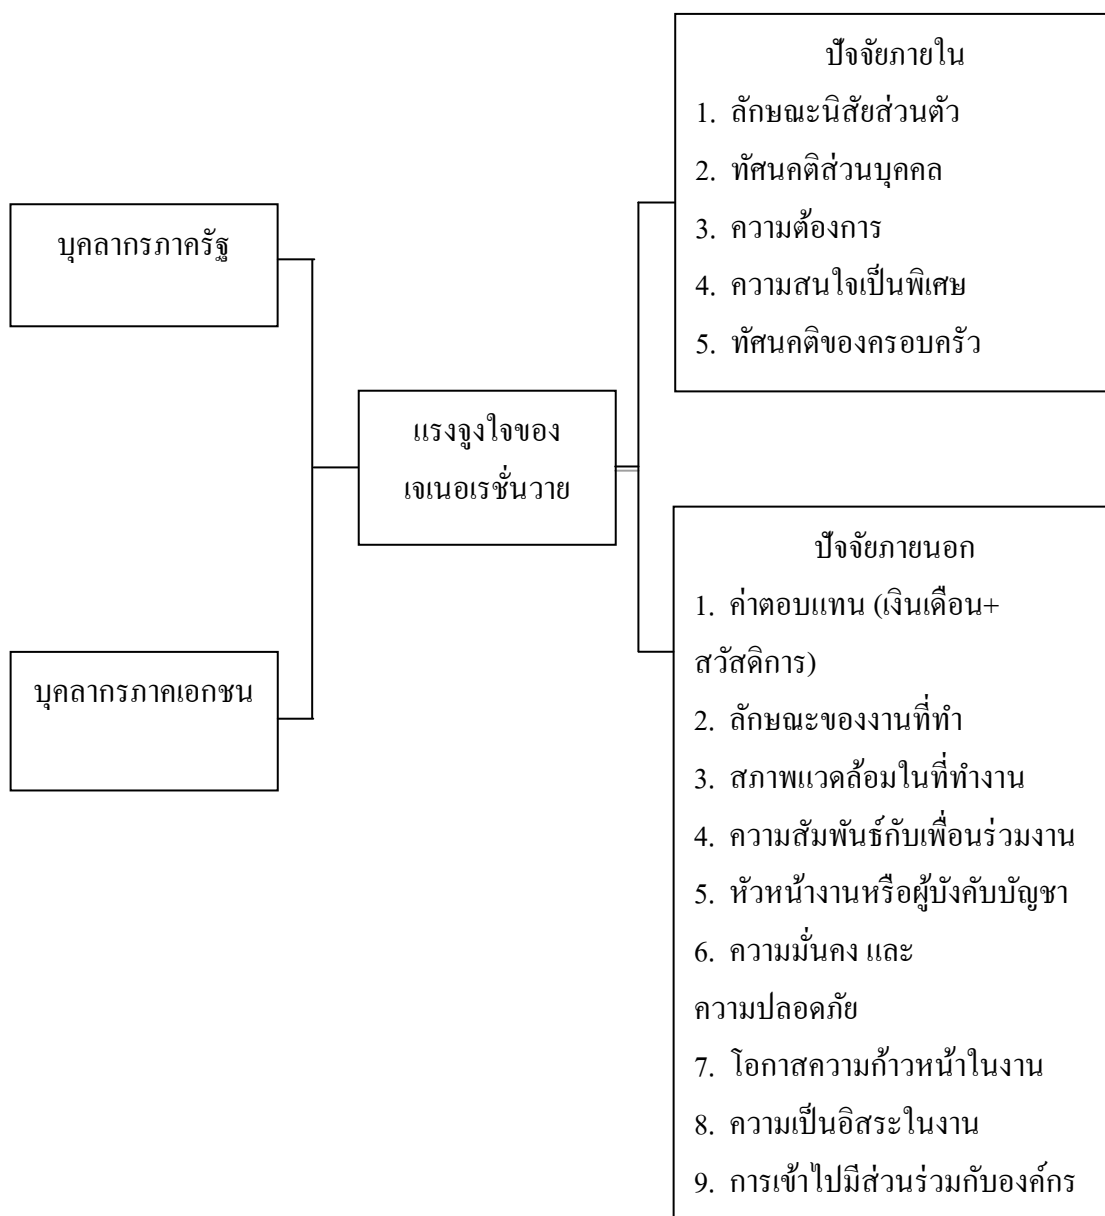 บุคลากรภาครัฐ
บุคลากรภาคเอกชน
แรงจูงใจของ
เจเนอเรชั่นวาย
ปัจจัยภายใน
1. ลักษณะนิสัยส่วนตัว
2. ทัศนคติส่วนบุคคล
3. ความต้องการ
4. ความสนใจเป็นพิเศษ
5. ทัศนคติของครอบครัว
ปัจจัยภายนอก
1. ค่าตอบแทน (เงินเดือน+
สวัสดิการ)
2. ลักษณะของงานที่ทำ
3. สภาพแวดล้อมในที่ทำงาน
4. ความสัมพันธ์กับเพื่อนร่วมงาน
5. หัวหน้างานหรือผู้บังคับบัญชา
6. ความมั่นคง และ
ความปลอดภัย
7. โอกาสความก้าวหน้าในงาน
8. ความเป็นอิสระในงาน
9. การเข้าไปมีส่วนร่วมกับองค์กร